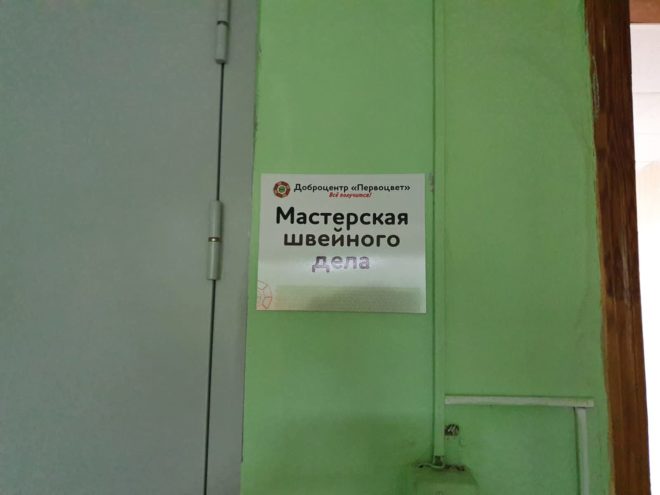 Доброцентр «Первоцвет»
Всё получится!
Мастерская
швейного
дела